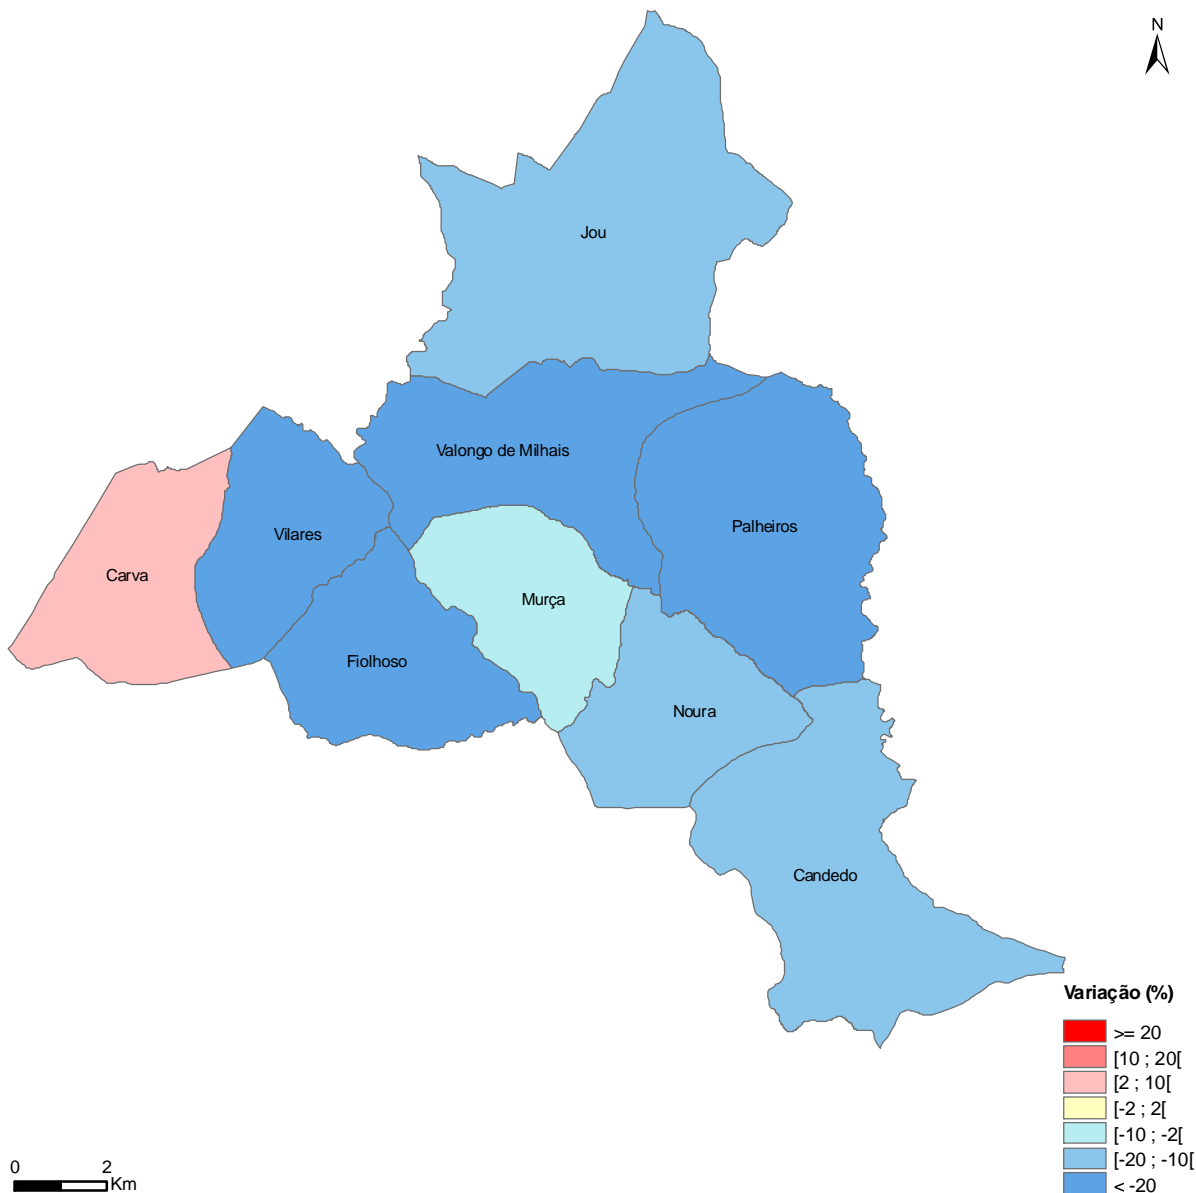 N
Jou
Valongo de Milhais
Palheiros
Vilares
Carva
Murça
Fiolhoso
Noura
Candedo
Variação (%)
>= 20
[10 ; 20[
[2 ; 10[
[-2 ; 2[
[-10 ; -2[
[-20 ; -10[
< -20
0 2
Km